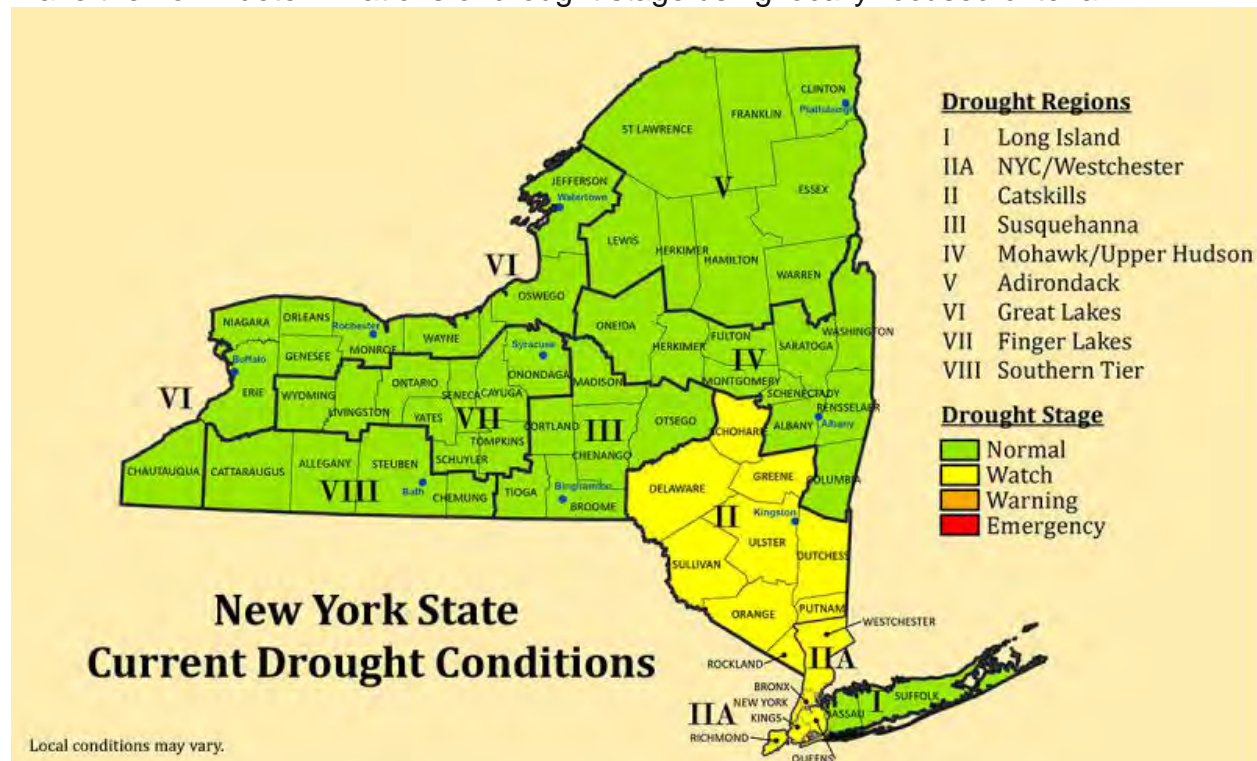 Drought Regions
I Long Island
IIA NYC/Westchester
II Catskills
III Susquehanna
IV Mohawk/Upper Hudson
V Adirondack
VI Great Lakes
VII Finger Lakes
VIII Southern Tier
Drought Stage
Normal
Watch
Warning
Emergency
CLINTON
Plattsburgh
FRANKLIN
ST LAWRENCE
JEFFERSON
Watertown
V
ESSEX
LEWIS
HERKIMER
HAMILTON
WARREN
VI
OSWEGO
ONEIDA
NIAGARA
ORLEANS
Rochester
MONROE
WAYNE
Syracuse
HERKIMER
FULTON
SARATOGA
WASHINGTON
Buffalo
GENESEE
ONTARIO
SENECA
CAYUGA
ONONDAGA
MADISON
IV
MONTGOMERY
SCHENECTADY
RENSSELAER
VI
ERIE
WYOMING
LIVINGSTON
YATES
VII
TOMPKINS
CORTLAND
III
OTSEGO
SCHOHARIE
ALBANY
Albany
CHAUTAUQUA
CATTARAUGUS
ALLEGANY
STEUBEN
SCHUYLER
CHENANGO
GREENE
COLUMBIA
VIII
Bath
CHEMUNG
TIOGA
Binghamton
BROOME
DELAWARE
II
Kingston
ULSTER
DUTCHESS
SULLIVAN
ORANGE
PUTNAM
WESTCHESTER
ROCKLAND
IIA
BRONX
NEW YORK
IIA
KINGS
RICHMOND
QUEENS
NASSAU
I
SUFFOLK
New York State
Current Drought Conditions
Local conditions may vary.